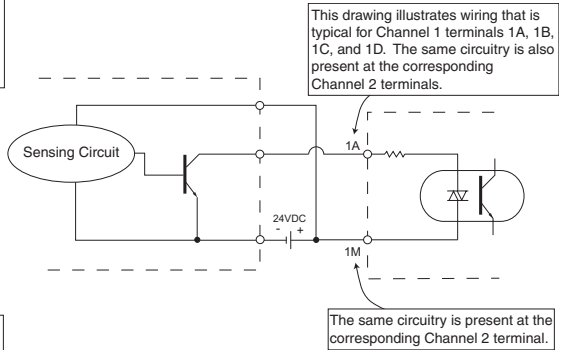 This drawing illustrates wiring that is
typical for Channel 1 terminals 1A, 1B,
1C, and 1D. The same circuitry is also
present at the corresponding
Channel 2 terminals.
Sensing Circuit
1A
24VDC
- +
1M
The same circuitry is present at the
corresponding Channel 2 terminal.